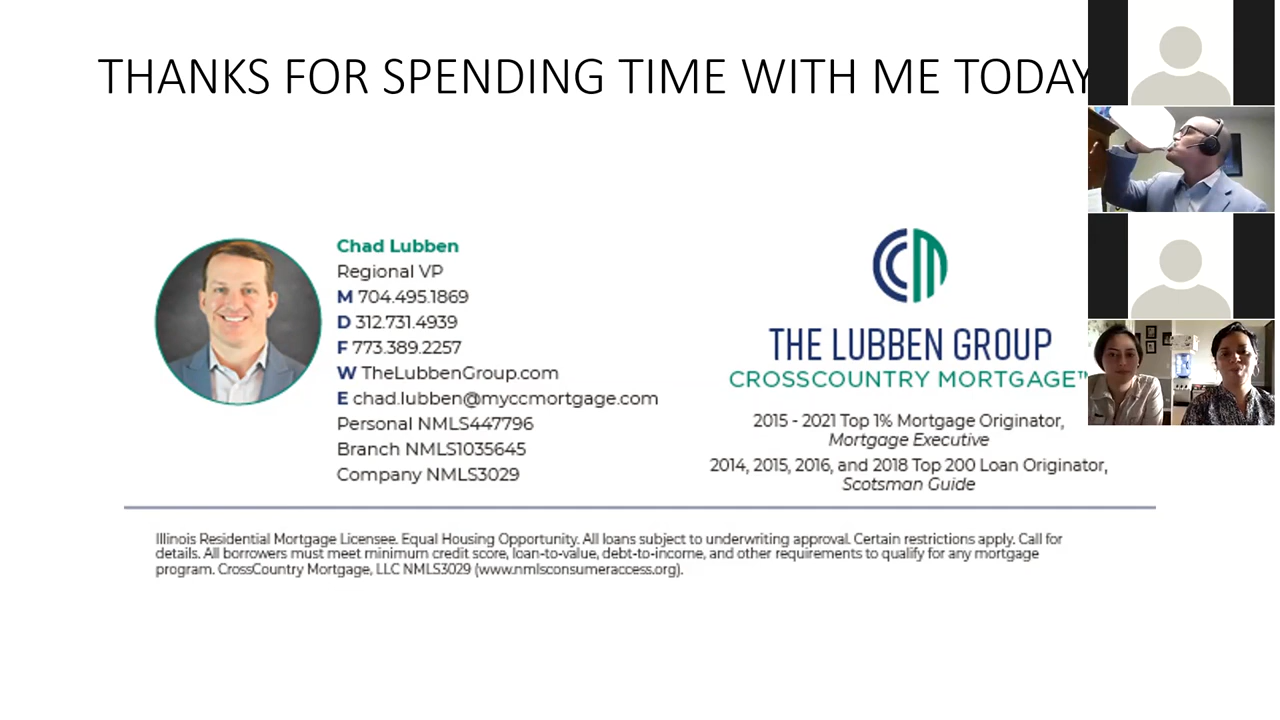 THANKS FOR SPENDING TIME WITH ME TODAY
Chad Lubben
Regional VP
M 704.495.1869
D 312.731.4939
F 773.389.2257
W TheLubbenGroup.com
E chad.lubben@myccmortgage.com
Personal NMLS447796
Branch NMLS1035645
Company NMLS3029
CCM
THE LUBBEN GROUP
CROSSCOUNTRY MORTGAGE™
2015 - 2021 Top 1% Mortgage Originator,
Mortgage Executive
2014, 2015, 2016, and 2018 Top 200 Loan Originator,
Scotsman Guide
Illinois Residential Mortgage Licensee. Equal Housing Opportunity. All loans subject to underwriting approval. Certain restrictions apply. Call for
details. All borrowers must meet minimum credit score, loan-to-value, debt-to-income, and other requirements to qualify for any mortgage
program. CrossCountry Mortgage, LLC NMLS3029 (www.nmlsconsumeraccess.org).